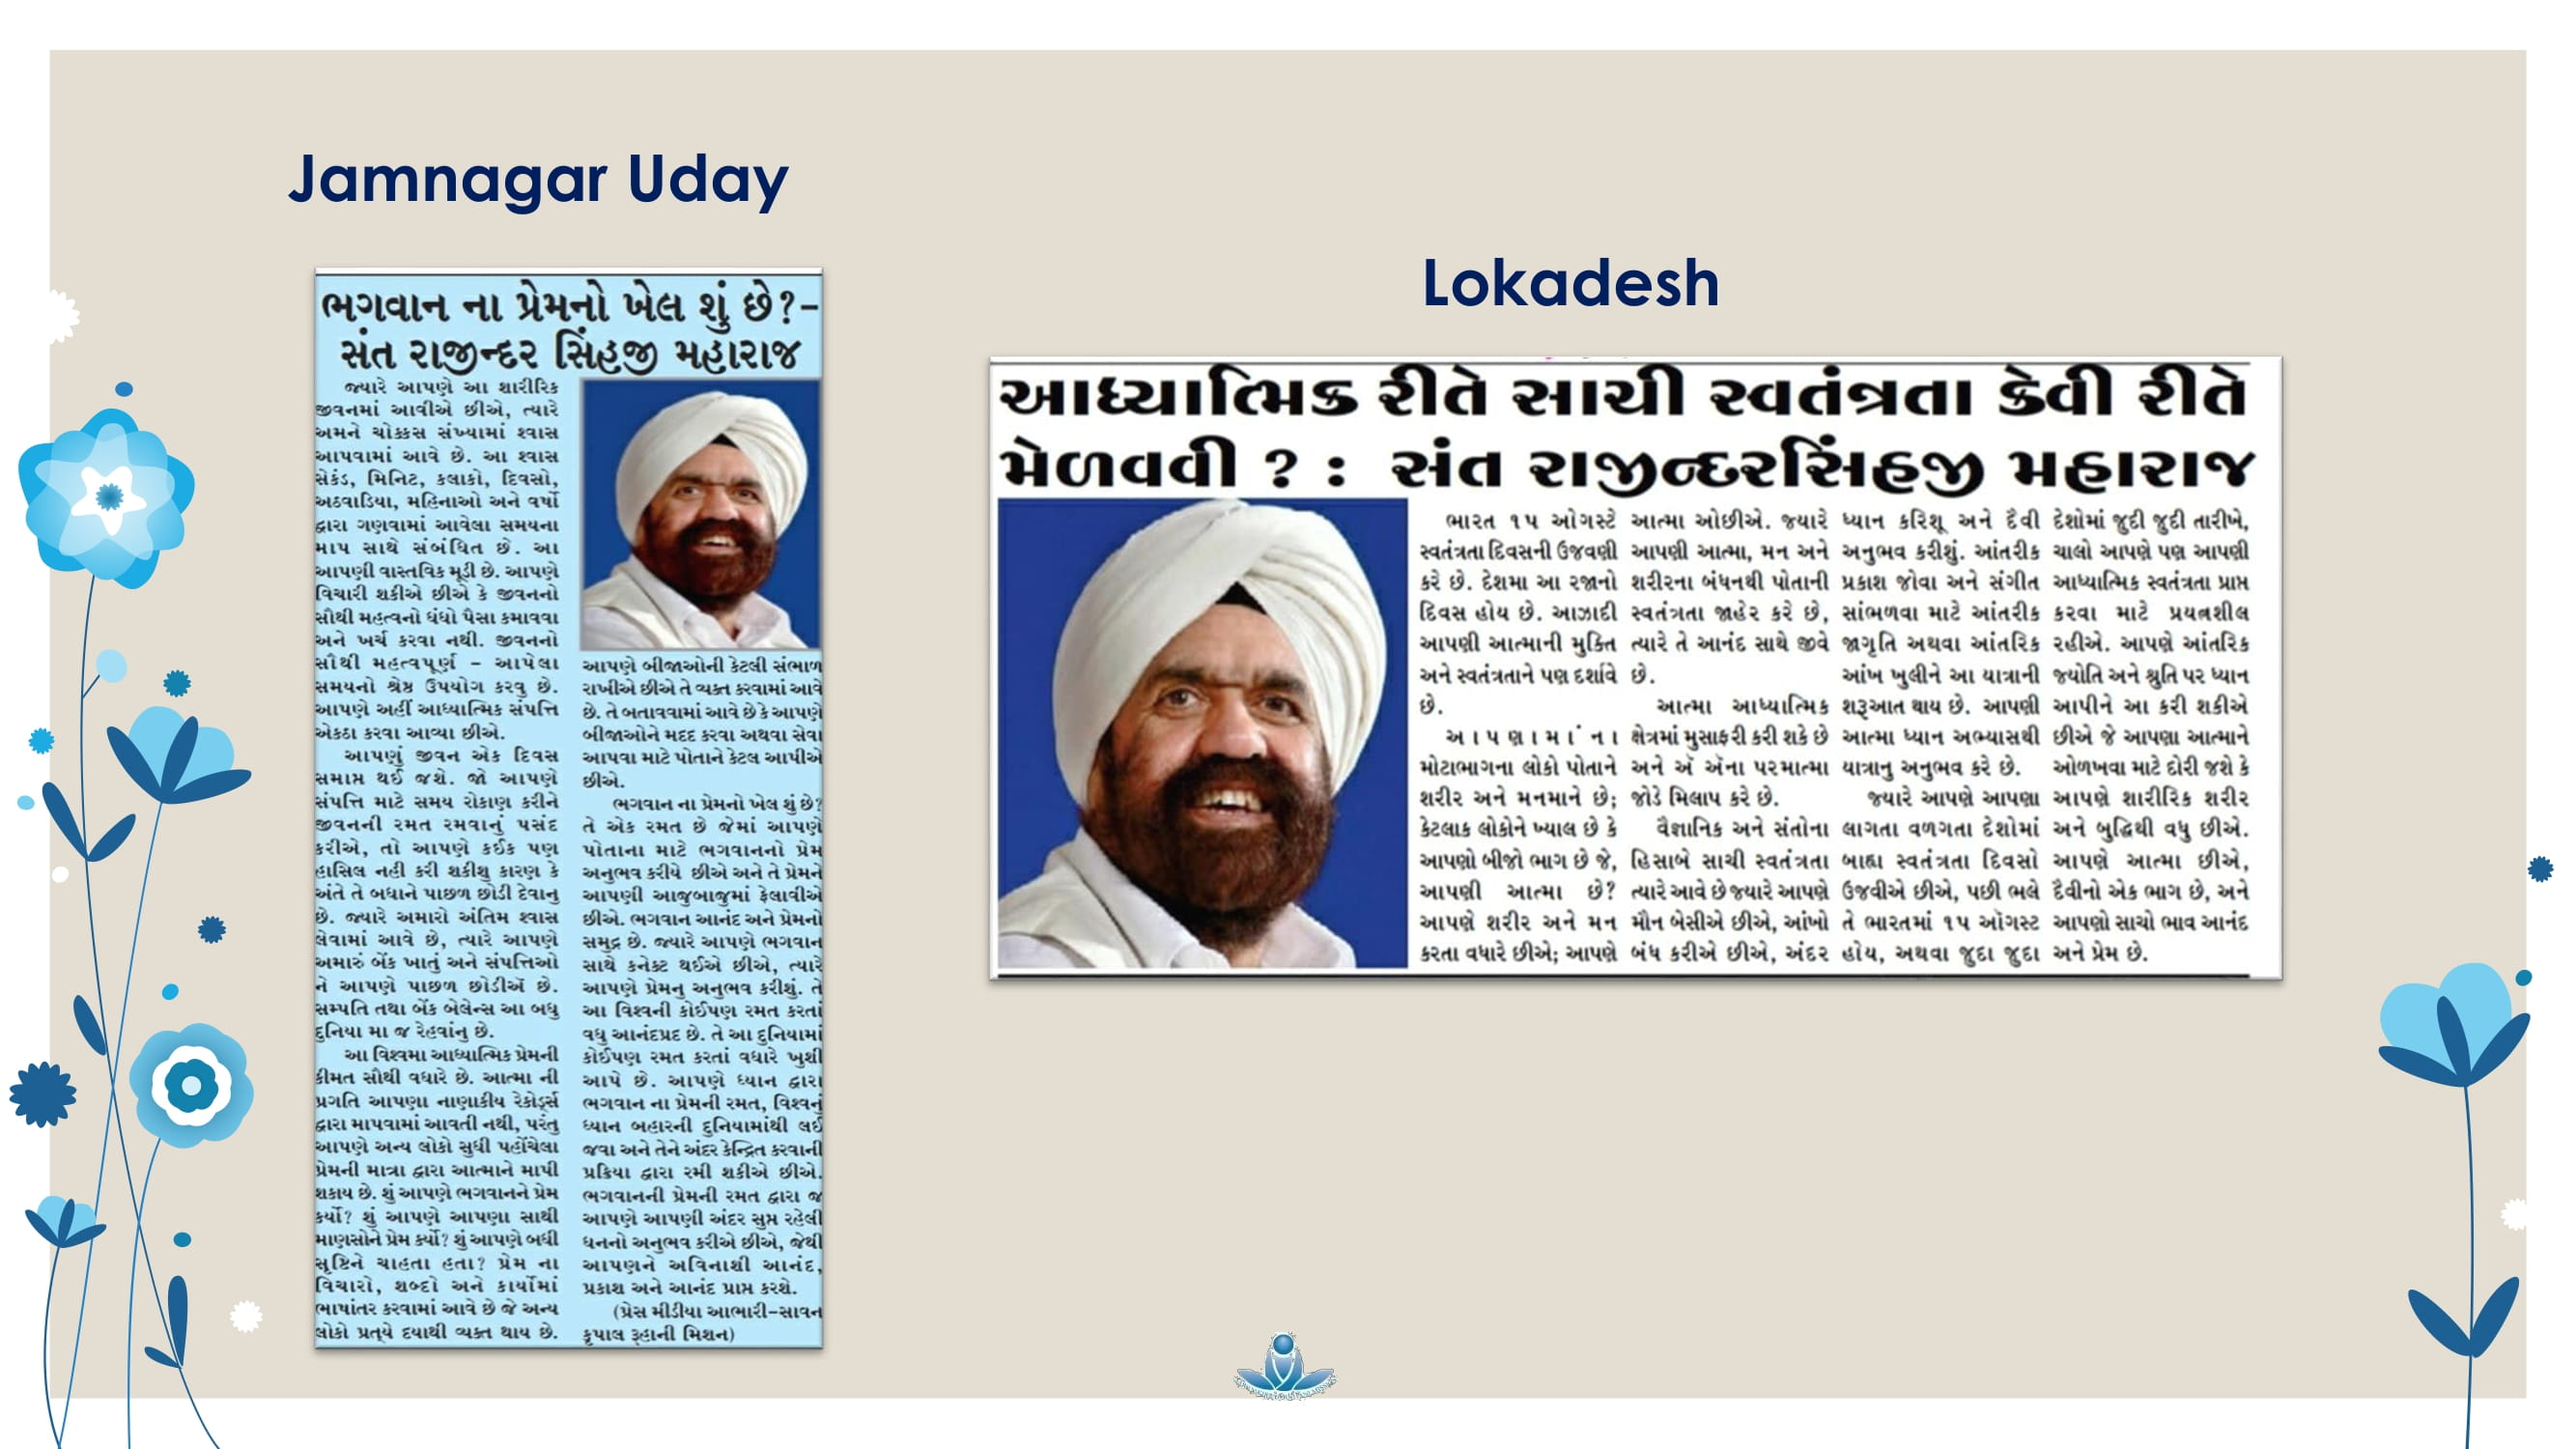 Jamnagar Uday
ભગવાન ના પ્રેમનો ખેલ શું છે?-
સંત રાજીન્દર સિંહજી મહારાજ
જ્યારે આપણે આ શારીરિક
જીવનમાં આવીએ છીએ, ત્યારે
અમને ચોક્કસ સંખ્યામાં શ્વાસ
આપવામાં આવે છે. આ શ્વાસ
સેકંડ, મિનિટ, કલાકો, દિવસો,
અઠવાડિયા, મહિનાઓ અને વર્ષો
દ્વારા ગણવામાં આવેલા સમયના
માપ સાથે સંબંધિત છે. આ
આપણી વાસ્તવિક મૂડી છે. આપણે
વિચારી શકીએ છીએ કે જીવનનો
સૌથી મહત્વનો ધંધો પૈસા કમાવવા
અને ખર્ચ કરવા નથી. જીવનનો
સૌથી મહત્વપૂર્ણ - આપેલા
સમયનો શ્રેષ્ઠ ઉપયોગ કરવુ છે.
આપણે અહીં આધ્યાત્મિક સંપત્તિ
એકઠા કરવા આવ્યા છીએ.
આપણું જીવન એક દિવસ
સમાપ્ત થઈ જશે. જો આપણે
સંપત્તિ માટે સમય રોકાણ કરીને
જીવનની રમત રમવાનું પસંદ
કરીએ, તો આપણે કઈક પણ
હાસિલ નહી કરી શકીશુ કારણ કે
અંતે તે બધાને પાછળ છોડી દેવાનુ
છે. જ્યારે અમારો અંતિમ શ્વાસ
લેવામાં આવે છે, ત્યારે આપણે
અમારું બેંક ખાતું અને સંપત્તિઓ
ને આપણે પાછળ છોડીએં છે.
સમ્પતિ તથા બેંક બેલેન્સ આ બધુ
દુનિયા મા જ રેહવાંનુ છે.
આ વિશ્વમા આધ્યાત્મિક પ્રેમની
કીમત સૌથી વધારે છે. આત્મા ની
પ્રગતિ આપણા નાણાકીય રેકોર્ડ્સ
દ્વારા માપવામાં આવતી નથી, પરંતુ
આપણે અન્ય લોકો સુધી પહોંચેલા
પ્રેમની માત્રા દ્વારા આત્માને માપી
શકાય છે. શું આપણે ભગવાનને પ્રેમ
કર્યો? શું આપણે આપણા સાથી
માણસોને પ્રેમ કર્યો? શું આપણે બધી
સૃષ્ટિને ચાહતા હતા? પ્રેમ ના
વિચારો, શબ્દો અને કાર્યોમાં
ભાષાંતર કરવામાં આવે છે જે અન્ય
લોકો પ્રત્યે દયાથી વ્યક્ત થાય છે.
આપણે બીજાઓની કેટલી સંભાળ
રાખીએ છીએ તે વ્યક્ત કરવામાં આવે
છે. તે બતાવવામાં આવે છે કે આપણે
બીજાઓને મદદ કરવા અથવા સેવા
આપવા માટે પોતાને કેટલ આપીએ
છીએ.
ભગવાન ના પ્રેમનો ખેલ શું છે?
તે એક રમત છે જેમાં આપણે
પોતાના માટે ભગવાનનો પ્રેમ
અનુભવ કરીયે છીએ અને તે પ્રેમને
આપણી આજુબાજુમાં ફેલાવીએ
છીએ. ભગવાન આનંદ અને પ્રેમનો
સમુદ્ર છે. જ્યારે આપણે ભગવાન
સાથે કનેક્ટ થઈએ છીએ, ત્યારે
આપણે પ્રેમનુ અનુભવ કરીશું. તે
આ વિશ્વની કોઈપણ રમત કરતાં
વધુ આનંદપ્રદ છે. તે આ દુનિયામાં
કોઈપણ રમત કરતાં વધારે ખુશી
આપે છે. આપણે ધ્યાન દ્વારા
ભગવાન ના પ્રેમની રમત, વિશ્વનું
ધ્યાન બહારની દુનિયામાંથી લઈ
જવા અને તેને અંદર કેન્દ્રિત કરવાની
પ્રક્રિયા દ્વારા રમી શકીએ છીએ.
ભગવાનની પ્રેમની રમત દ્વારા જ
આપણે આપણી અંદર સુપ્ત રહેલી
ધનનો અનુભવ કરીએ છીએ, જેથી
આપણને અવિનાશી આનંદ,
પ્રકાશ અને આનંદ પ્રાપ્ત કરશે.
(પ્રેસ મીડીયા આભારી-સાવન
કૃપાલ રૂહાની મિશન)
Lokadesh
આધ્યાત્મિક રીતે સાચી સ્વતંત્રતા કેવી રીતે
મેળવવી ? : સંત રાજીન્દરસિંહજી મહારાજ
ભારત ૧૫ ઓગસ્ટે
સ્વતંત્રતા દિવસની ઉજવણી
કરે છે. દેશમા આ રજાનો
દિવસ હોય છે. આઝાદી
આપણી આત્માની મુક્તિ
અને સ્વતંત્રતાને પણ દર્શાવે
છે.
આપણામાંના
મોટાભાગના લોકો પોતાને
શરીર અને મનમાને છે;
કેટલાક લોકોને ખ્યાલ છે કે
આપણો બીજો ભાગ છે જે,
આપણી આત્મા છે?
આપણે શરીર અને મન
કરતા વધારે છીએ; આપણે
આત્મા ઓછીએ. જયારે
આપણી આત્મા, મન અને
શરીરના બંધનથી પોતાની
સ્વતંત્રતા જાહેર કરે છે,
ત્યારે તે આનંદ સાથે જીવે
છે.
આત્મા આધ્યાત્મિક
ક્ષેત્રમાં મુસાફરી કરી શકે છે
અને એં એંના પરમાત્મા
જોડે મિલાપ કરે છે.
વૈજ્ઞાનિક અને સંતોના
હિસાબે સાચી સ્વતંત્રતા
ત્યારે આવે છે જ્યારે આપણે
મૌન બેસીએ છીએ, આંખો
બંધ કરીએ છીએ, અંદર
ધ્યાન કરિશૂ અને દૈવી
અનુભવ કરીશું. આંતરીક
પ્રકાશ જોવા અને સંગીત
સાંભળવા માટે આંતરીક
જાગૃતિ અથવા આંતરિક
આંખ ખુલીને આ યાત્રાની
શરૂઆત થાય છે. આપણી
આત્મા ધ્યાન અભ્યાસથી
યાત્રાનુ અનુભવ કરે છે.
જ્યારે આપણે આપણા
લાગતા વળગતા દેશોમાં
બાહ્ય સ્વતંત્રતા દિવસો
ઉજવીએ છીએ, પછી ભલે
તે ભારતમાં ૧૫ ઑગસ્ટ
હોય, અથવા જુદા જુદા
દેશોમાં જુદી જુદી તારીખે,
ચાલો આપણે પણ આપણી
આધ્યાત્મિક સ્વતંત્રતા પ્રાપ્ત
કરવા માટે પ્રયત્નશીલ
રહીએ. આપણે આંતરિક
જ્યોતિ અને શ્રુતિ પર ધ્યાન
આપીને આ કરી શકીએ
છીએ જે આપણા આત્માને
ઓળખવા માટે દોરી જશે કે
આપણે શારીરિક શરીર
અને બુદ્ધિથી વધુ છીએ.
આપણે આત્મા છીએ,
દૈવીનો એક ભાગ છે, અને
આપણો સાચો ભાવ આનંદ
અને પ્રેમ છે.